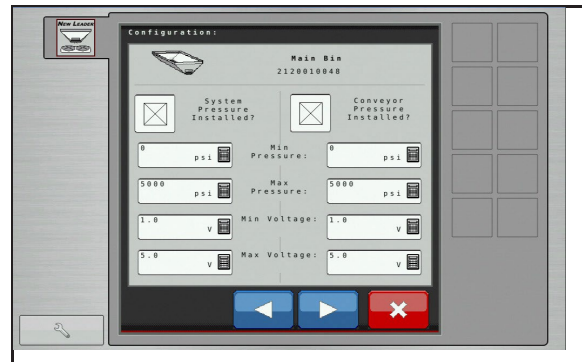 NEW LEADER
Configuration:
Main Bin
2120010048
System
Pressure
Installed?
Conveyor
Pressure
Installed?
0
psi
Min
Pressure:
0
psi
5000
psi
Max
Pressure:
5000
psi
1.0
V
Min Voltage:
1.0
V
5.0
V
Max Voltage:
5.0
V